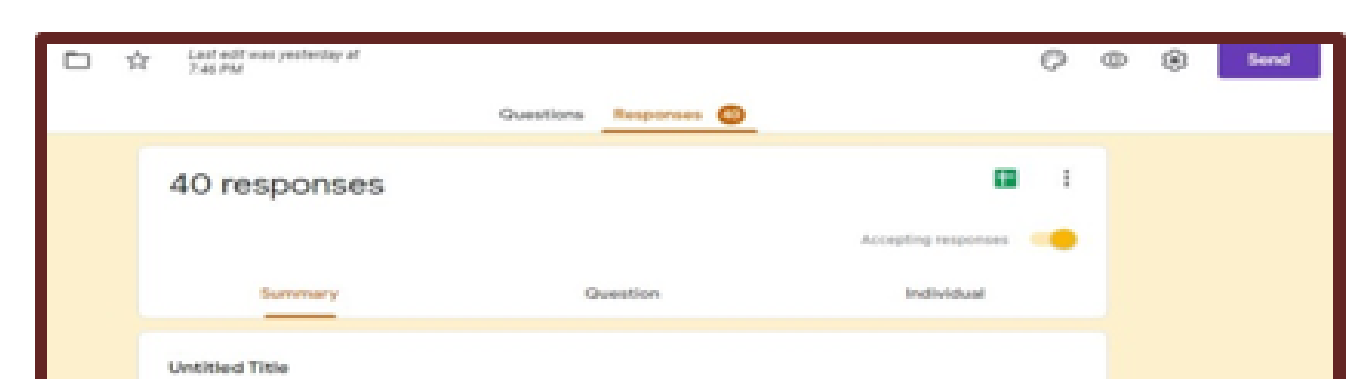 Last edit was yesterday at
7:46 PM
Send
Questions Responses 40
40 responses
Accepting responses
Summary Question Individual
Untitled Title